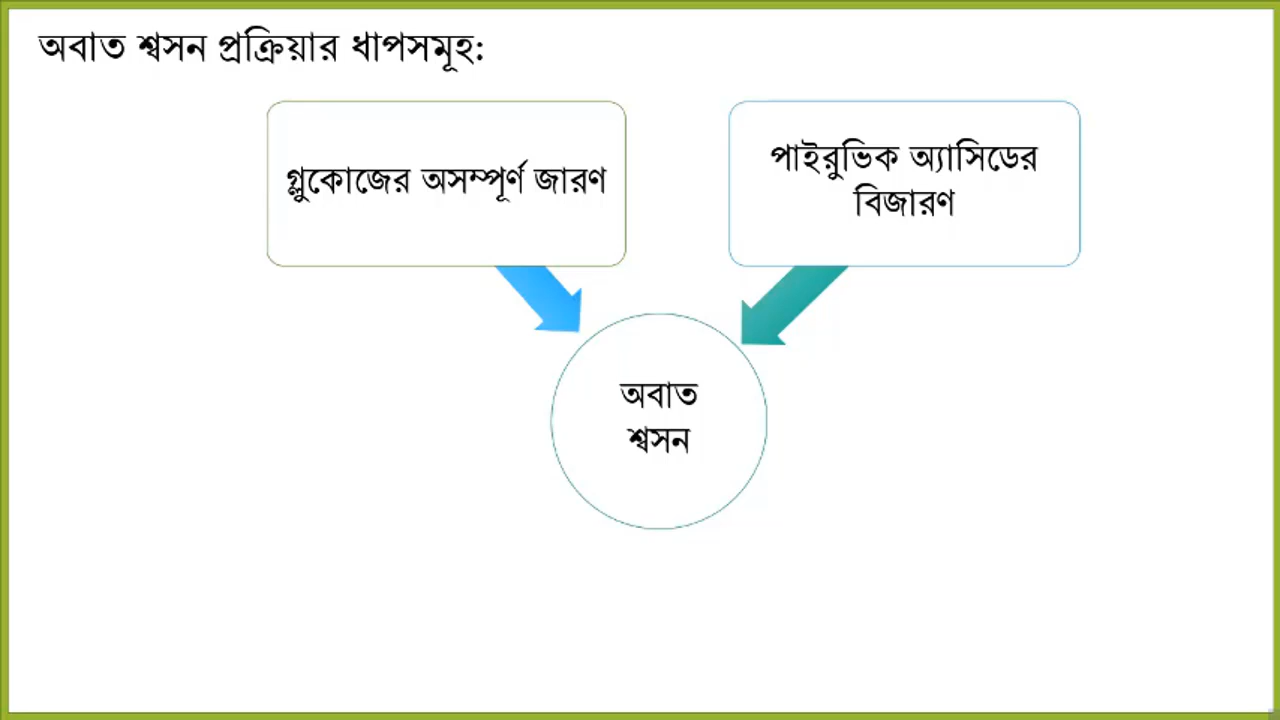 অবাত শ্বসন প্রক্রিয়ার ধাপসমূহ:
গ্লুকোজের অসম্পূর্ণ জারণ
পাইরুভিক অ্যাসিডের
বিজারণ
অবাত
শ্বসন